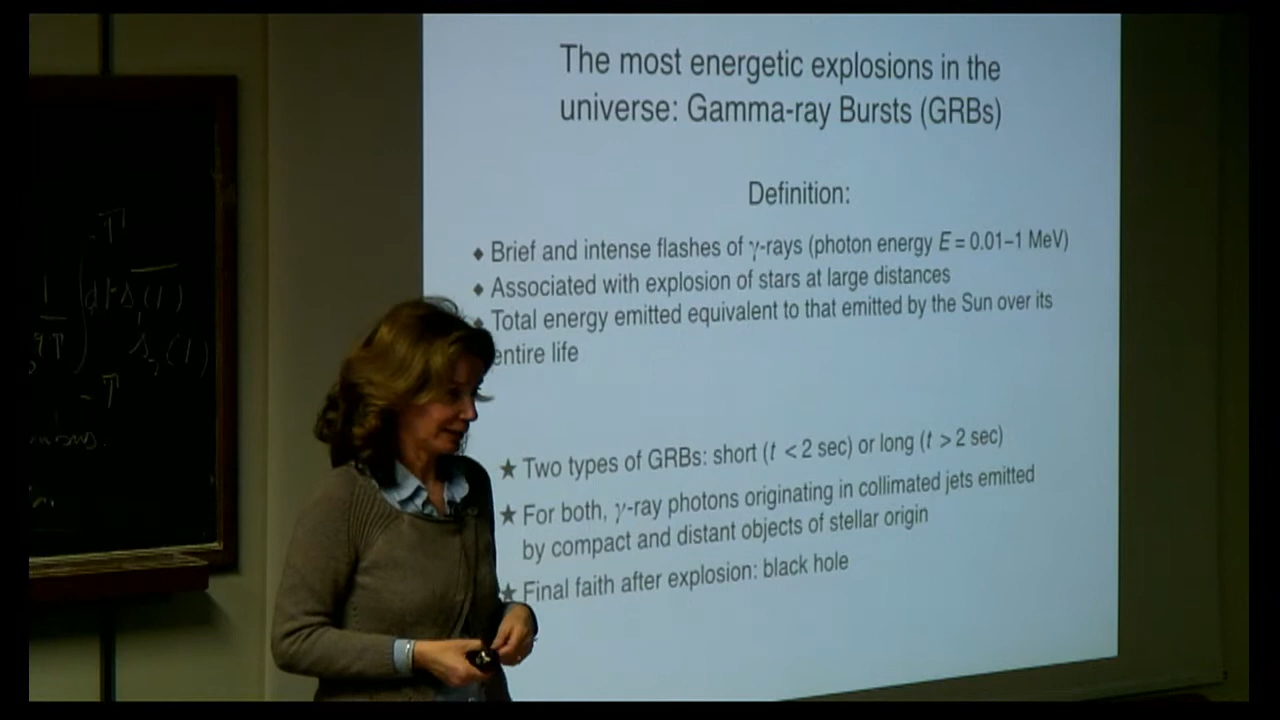 The most energetic explosions in the
universe: Gamma-ray Bursts (GRBs)
Definition:
◆ Brief and intense flashes of γ-rays (photon energy E = 0.01–1 MeV)
◆ Associated with explosion of stars at large distances
◆ Total energy emitted equivalent to that emitted by the Sun over its
entire life
★ Two types of GRBs: short (t < 2 sec) or long (t > 2 sec)
★ For both, γ-ray photons originating in collimated jets emitted
by compact and distant objects of stellar origin
★ Final faith after explosion: black hole